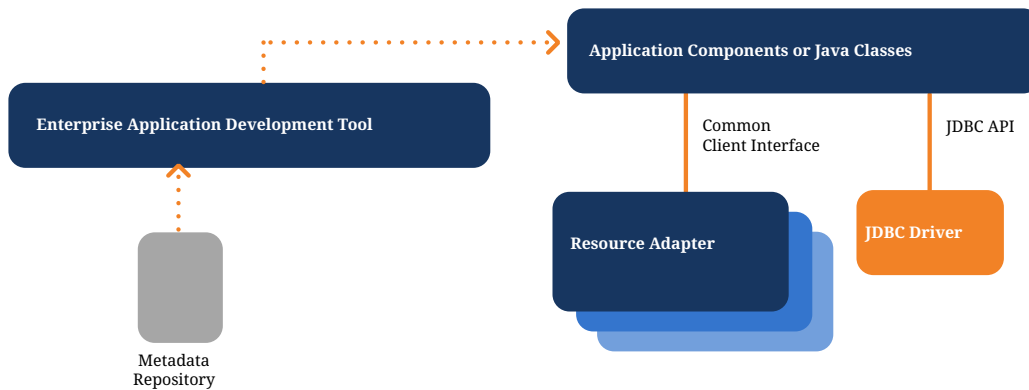 Application Components or Java Classes
Enterprise Application Development Tool
Common
Client Interface
JDBC API
Resource Adapter
JDBC Driver
Metadata
Repository